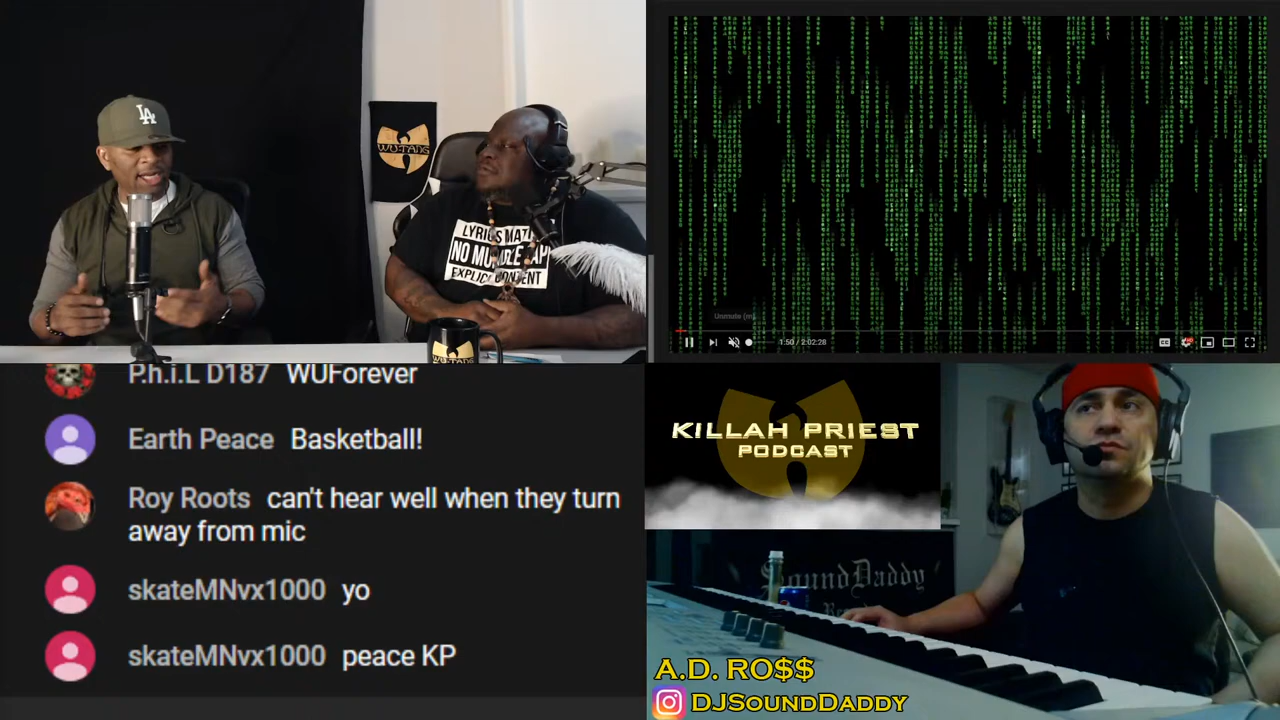 LA
WU-TANG
LYRICS MATT
NO MUMBLE RAP
EXPLICIT CONTENT
Unmute (m)
1:50 / 2:02:28
P.h.i.L D187 WUForever
Earth Peace Basketball!
Roy Roots can't hear well when they turn
away from mic
skateMNvx1000 yo
skateMNvx1000 peace KP
KILLAH PRIEST
PODCAST
SoundDaddy
A.D. RO$$
DJSOUNDDADDY